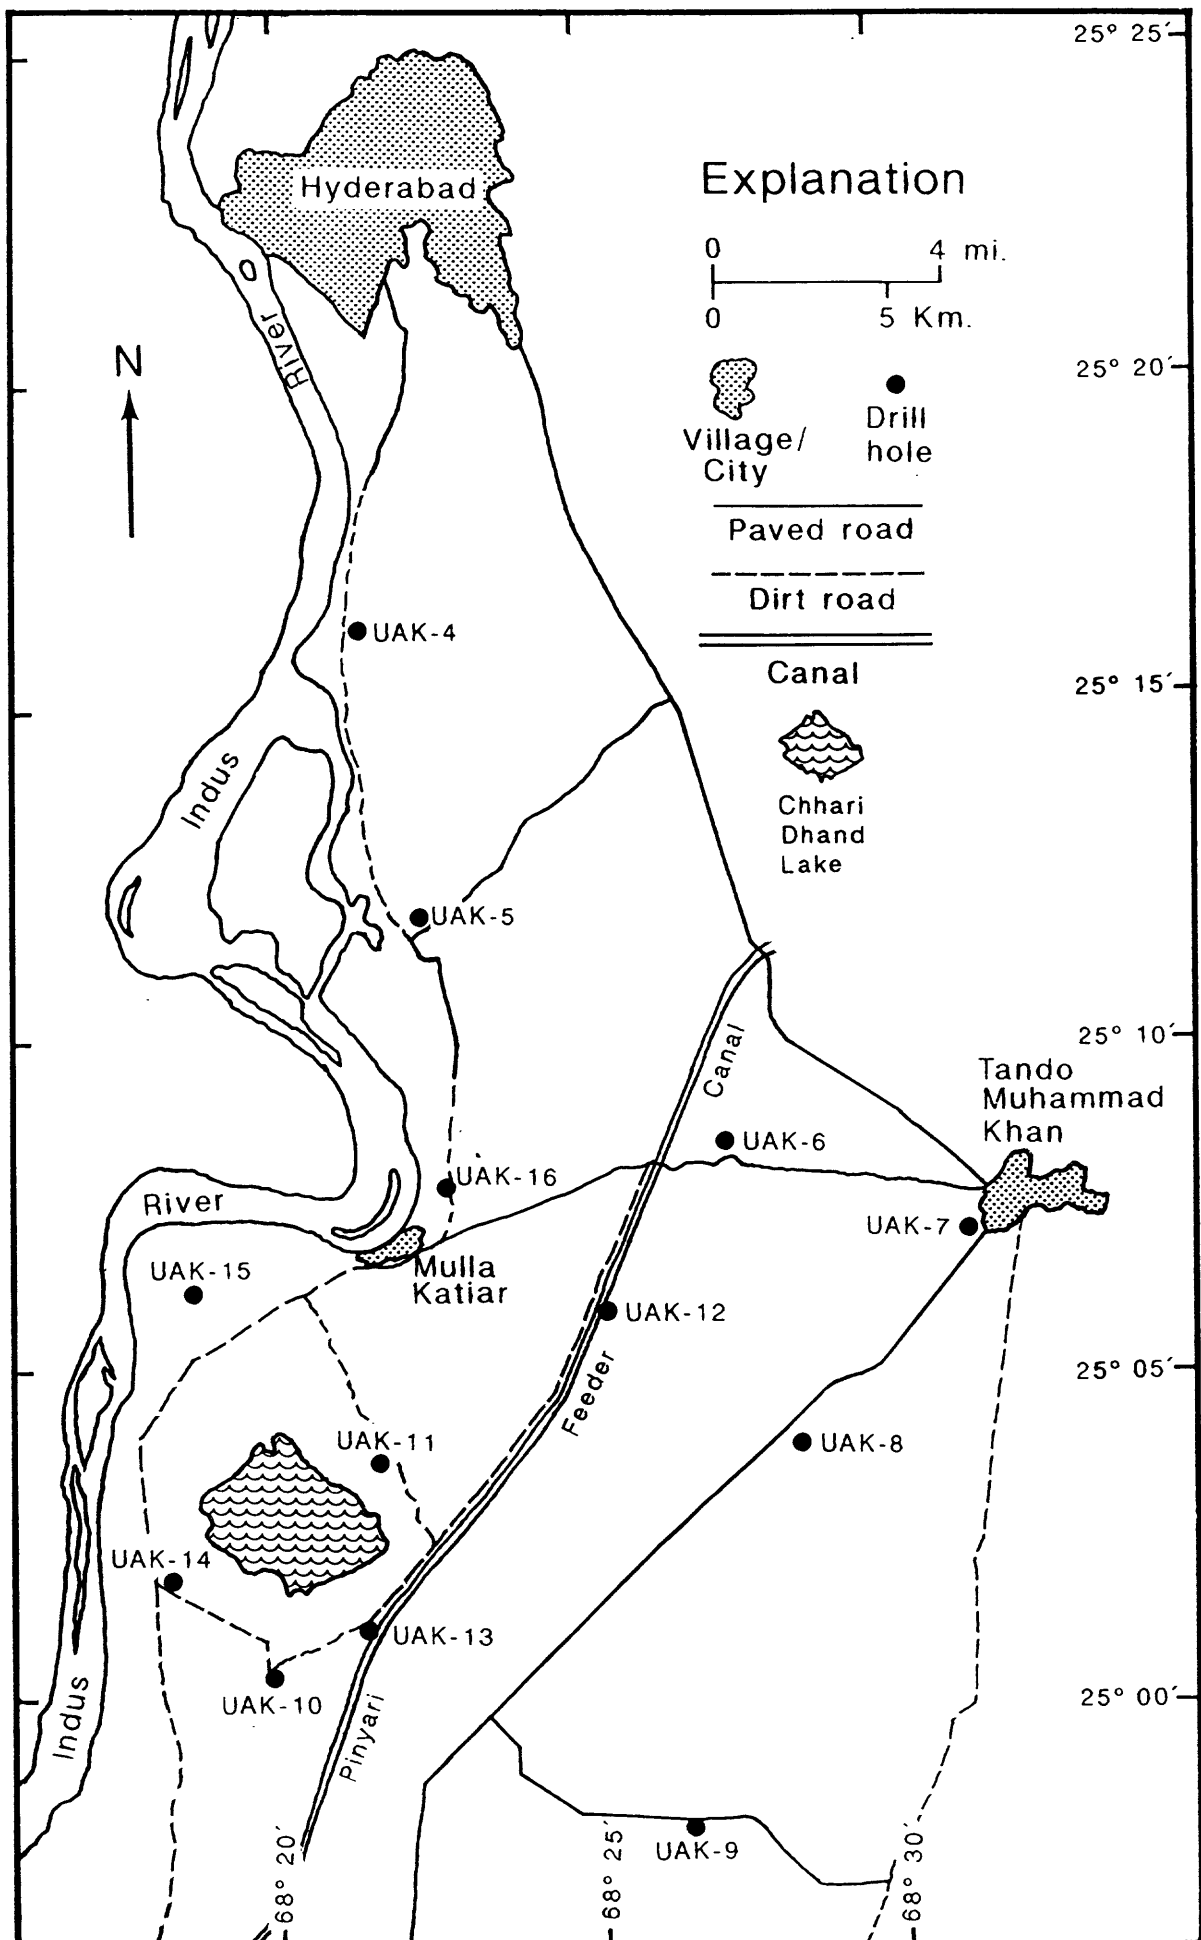 25° 25′
Hyderabad
Explanation
0 4 mi.
0 5 Km.
River
N
25° 20′
Village/
City
Drill
hole
Paved road
Dirt road
UAK-4
Canal
25° 15′
Indus
Chhari
Dhand
Lake
UAK-5
25° 10′
Canal
Tando
Muhammad
Khan
UAK-6
UAK-16
River
UAK-7
UAK-15
Mulla
Katiar
UAK-12
25° 05′
Feeder
UAK-11
UAK-8
UAK-14
UAK-13
UAK-10
25° 00′
Indus
Pinyari
UAK-9
68° 20′
68° 25′
68° 30′